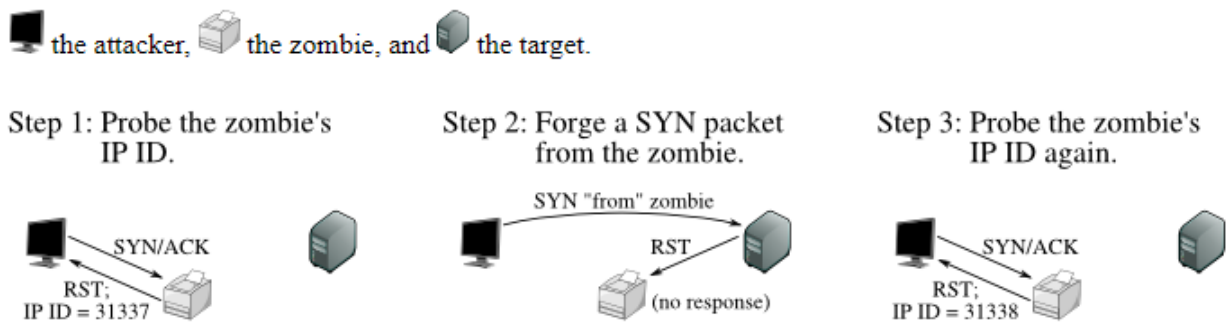 the attacker, the zombie, and the target.
Step 1: Probe the zombie's
IP ID.
SYN/ACK
RST;
IP ID = 31337
Step 2: Forge a SYN packet
from the zombie.
SYN "from" zombie
RST
(no response)
Step 3: Probe the zombie's
IP ID again.
SYN/ACK
RST;
IP ID = 31338